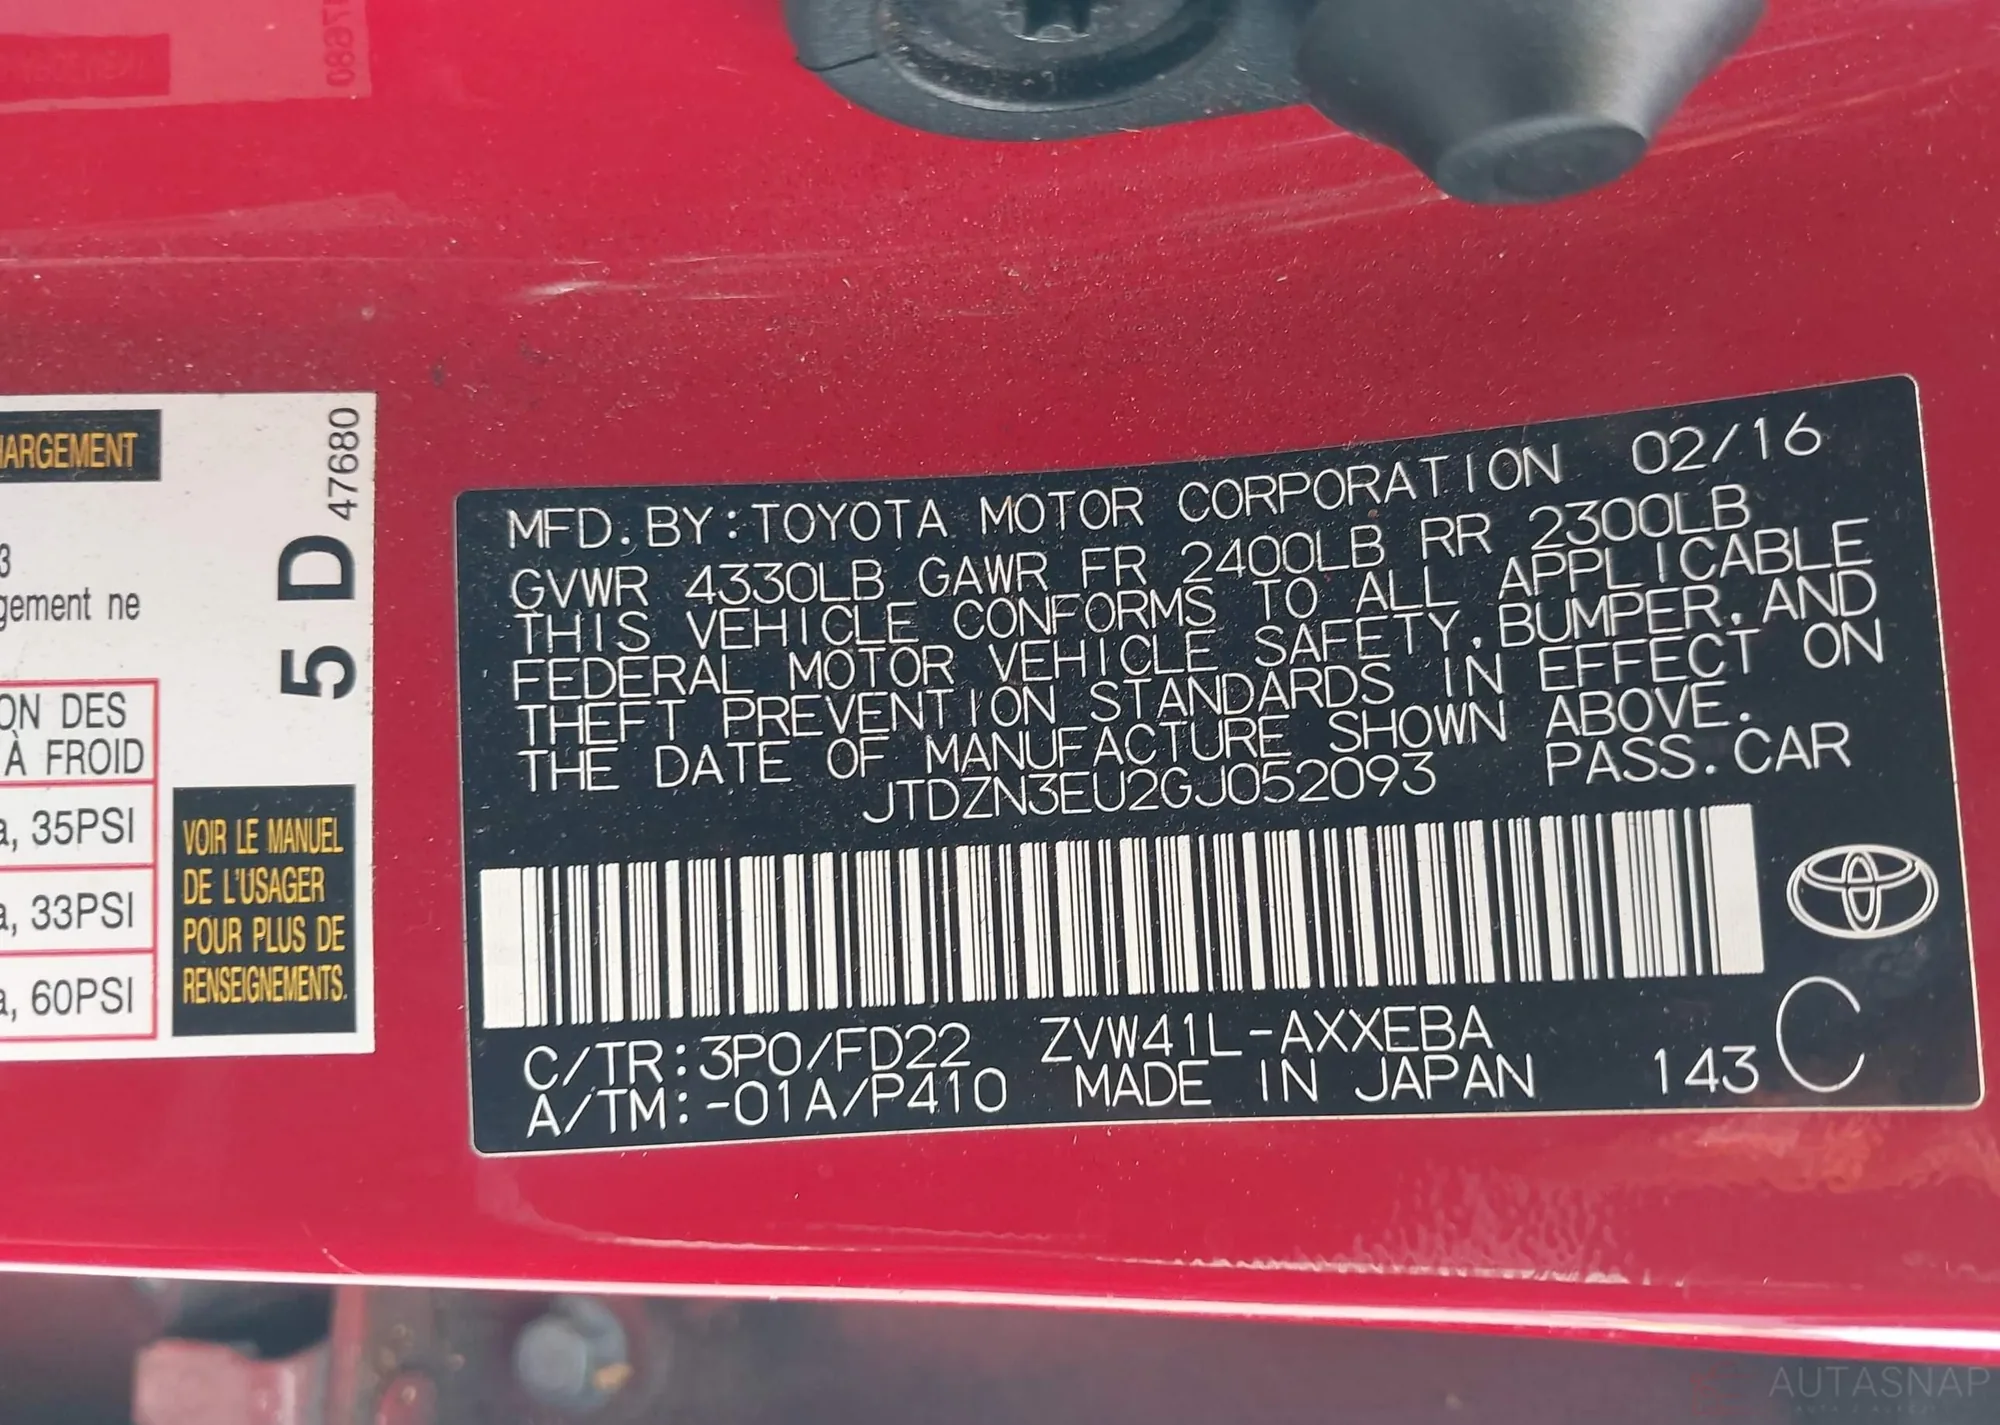 HARGEMENT
47680
5 D
3
gement ne
ON DES
À FROID
a, 35PSI
a, 33PSI
a, 60PSI
VOIR LE MANUEL
DE L'USAGER
POUR PLUS DE
RENSEIGNEMENTS.
MFD. BY:TOYOTA MOTOR CORPORATION 02/16
GVWR 4330LB GAWR FR 2400LB RR 2300LB
THIS VEHICLE CONFORMS TO ALL APPLICABLE
FEDERAL MOTOR VEHICLE SAFETY, BUMPER, AND
THEFT PREVENTION STANDARDS IN EFFECT ON
THE DATE OF MANUFACTURE SHOWN ABOVE.
JTDZN3EU2GJ052093 PASS. CAR
C/TR:3P0/FD22 ZVW41L-AXXEBA
A/TM:-01A/P410 MADE IN JAPAN 143 C
AUTASNAP